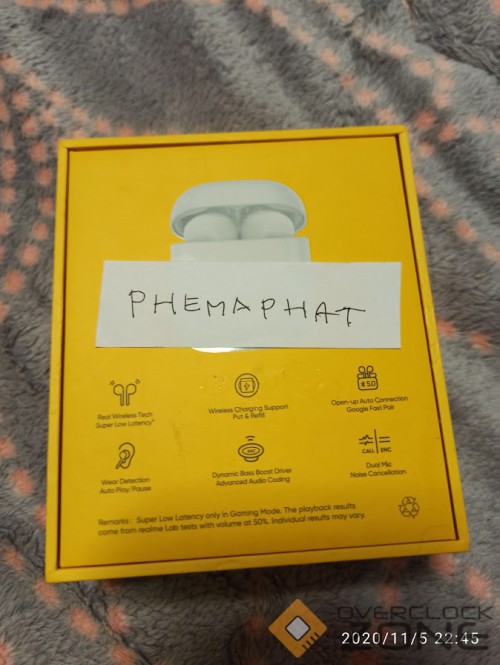 PHEMAPHAT
Real Wireless Tech
Super Low Latency*
Wireless Charging Support
Put & Refill
5.0
Open-up Auto Connection
Google Fast Pair
Wear Detection
Auto Play/Pause
Dynamic Bass Boost Driver
Advanced Audio Coding
CALL ENC
Dual Mic
Noise Cancellation
Remarks: Super Low Latency only in Gaming Mode. The playback results
come from realme Lab tests with volume at 50%. Individual results may vary.
OVERCLOCK
ZONE
2020/11/5 22:45